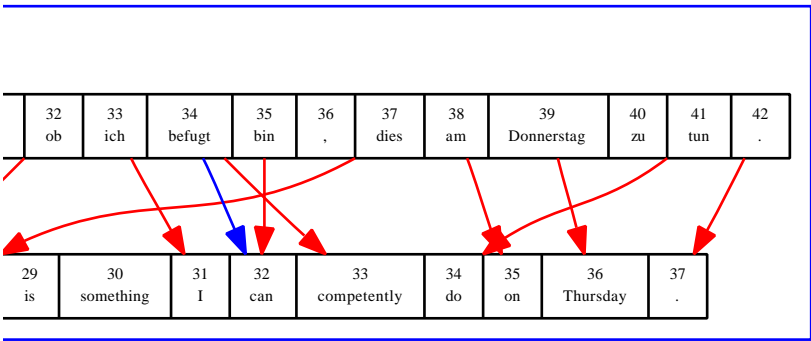 32 33 34 35 36 37 38 39 40 41 42
ob ich befugt bin , dies am Donnerstag zu tun .
29 30 31 32 33 34 35 36 37
is something I can competently do on Thursday .